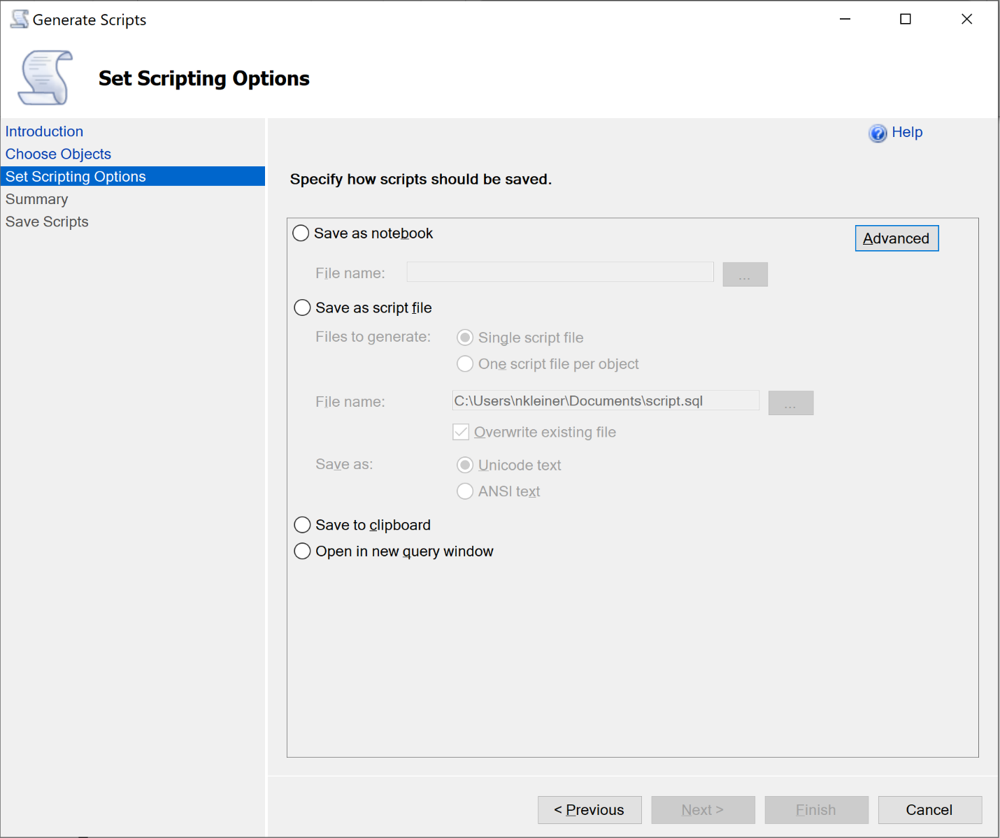 Generate Scripts
Set Scripting Options
Introduction
Choose Objects
Set Scripting Options
Summary
Save Scripts
Help
Specify how scripts should be saved.
Save as notebook
Advanced
File name:
...
Save as script file
Files to generate:
Single script file
One script file per object
File name:
C:\Users\nkleiner\Documents\script.sql
...
Overwrite existing file
Save as:
Unicode text
ANSI text
Save to clipboard
Open in new query window
< Previous
Next >
Finish
Cancel